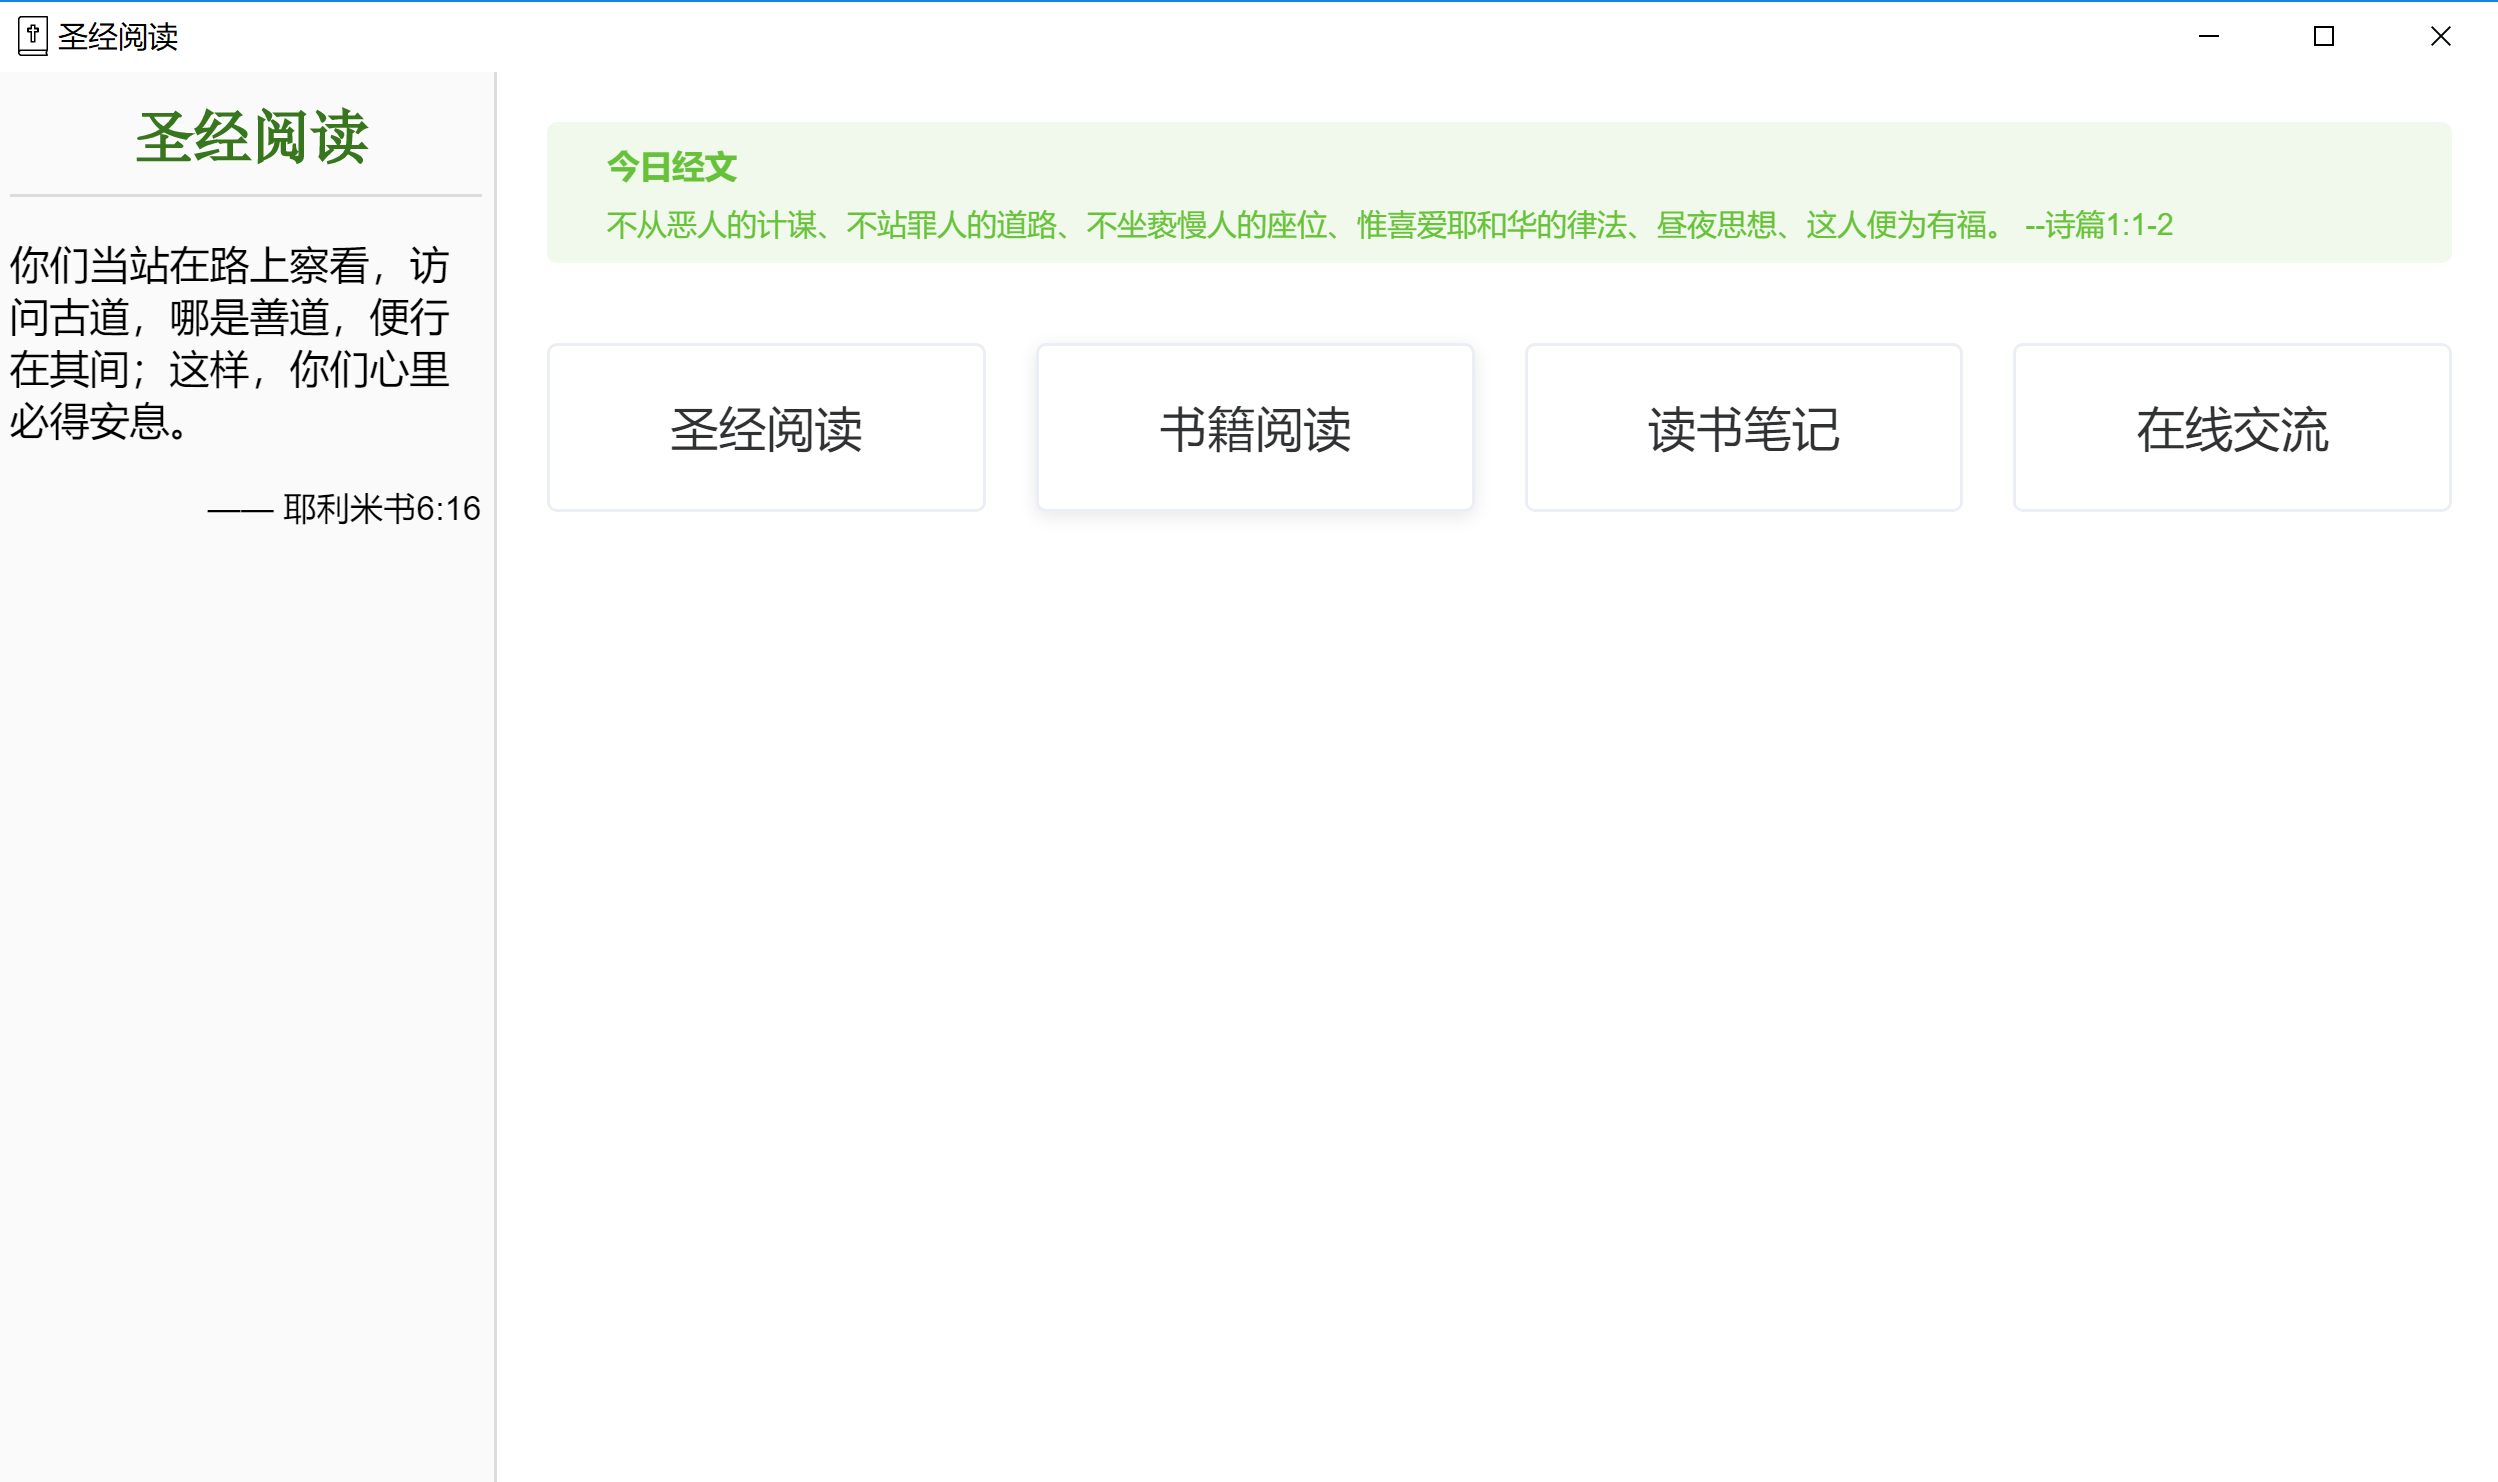 圣经阅读
圣经阅读
你们当站在路上察看，访
问古道，哪是善道，便行
在其间；这样，你们心里
必得安息。
—— 耶利米书6:16
今日经文
不从恶人的计谋、不站罪人的道路、不坐亵慢人的座位、惟喜爱耶和华的律法、昼夜思想、这人便为有福。 --诗篇1:1-2
圣经阅读
书籍阅读
读书笔记
在线交流